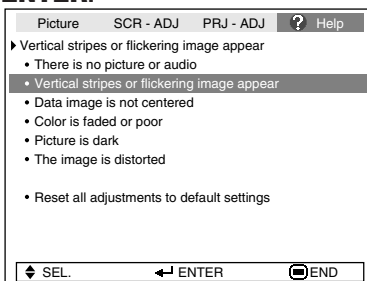 ENTER.
Picture SCR - ADJ PRJ - ADJ ? Help
Vertical stripes or flickering image appear
• There is no picture or audio
• Vertical stripes or flickering image appear
• Data image is not centered
• Color is faded or poor
• Picture is dark
• The image is distorted
• Reset all adjustments to default settings
SEL. ENTER END